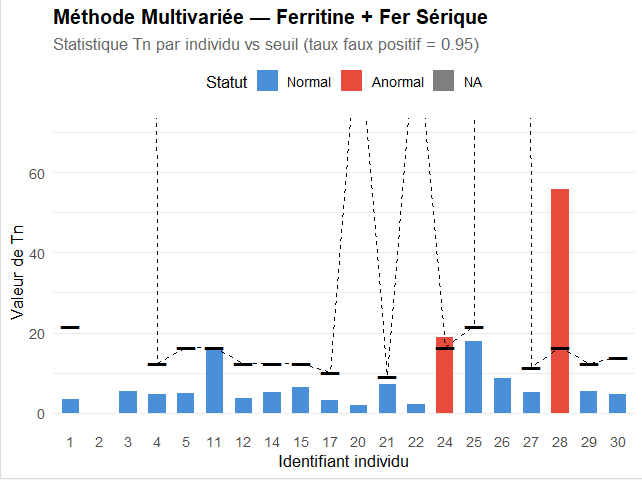 Méthode Multivariée — Ferritine + Fer Sérique
Statistique Tn par individu vs seuil (taux faux positif = 0.95)
Statut Normal Anormal NA
Valeur de Tn
60
40
20
0
1 2 3 4 5 11 12 14 15 17 20 21 22 24 25 26 27 28 29 30
Identifiant individu